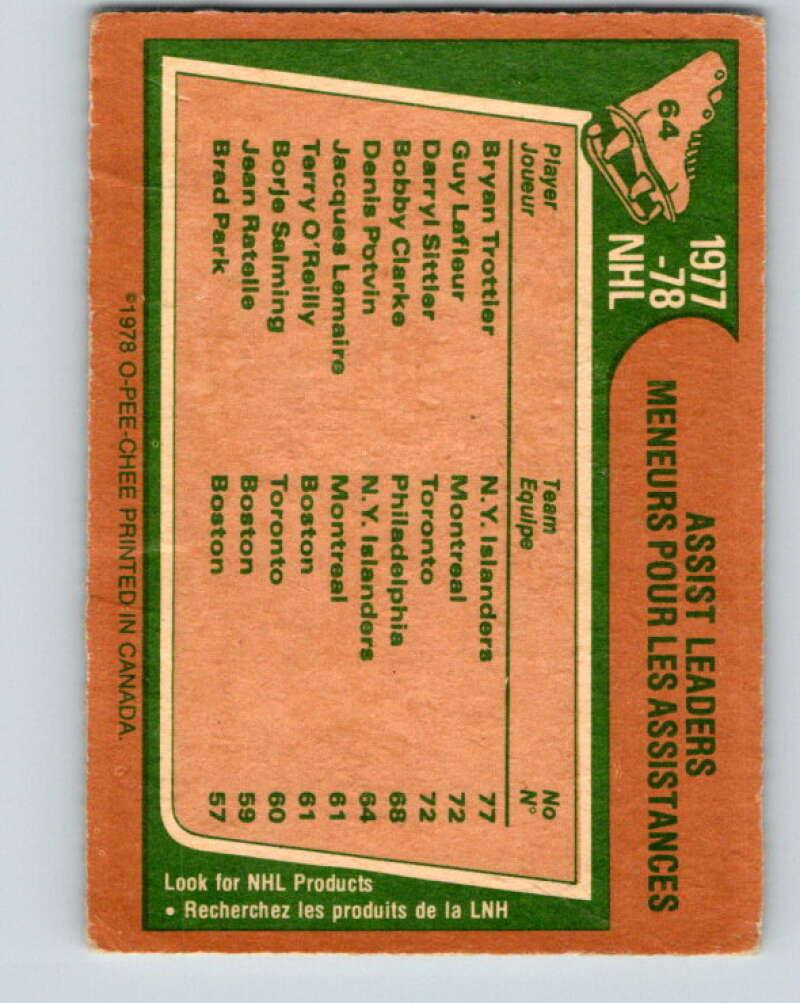 64
1977
-78
NHL
ASSIST LEADERS
MENEURS POUR LES ASSISTANCES
Player Team No
Joueur Equipe N°
Bryan Trottier N.Y. Islanders 77
Guy Lafleur Montreal 72
Darryl Sittler Toronto 72
Bobby Clarke Philadelphia 68
Denis Potvin N.Y. Islanders 64
Jacques Lemaire Montreal 61
Terry O'Reilly Boston 61
Borje Salming Toronto 60
Jean Ratelle Boston 59
Brad Park Boston 57
Look for NHL Products
• Recherchez les produits de la LNH
©1978 O-PEE-CHEE PRINTED IN CANADA.